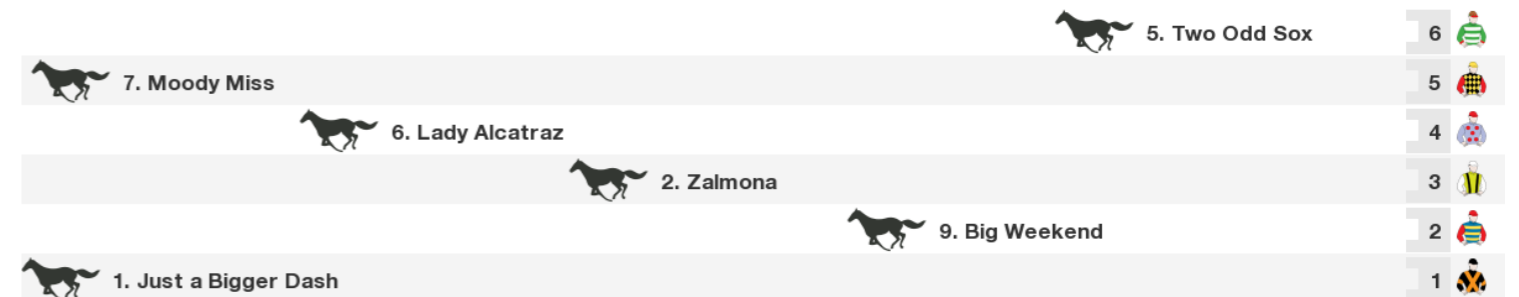 5. Two Odd Sox 6
7. Moody Miss 5
6. Lady Alcatraz 4
2. Zalmona 3
9. Big Weekend 2
1. Just a Bigger Dash 1